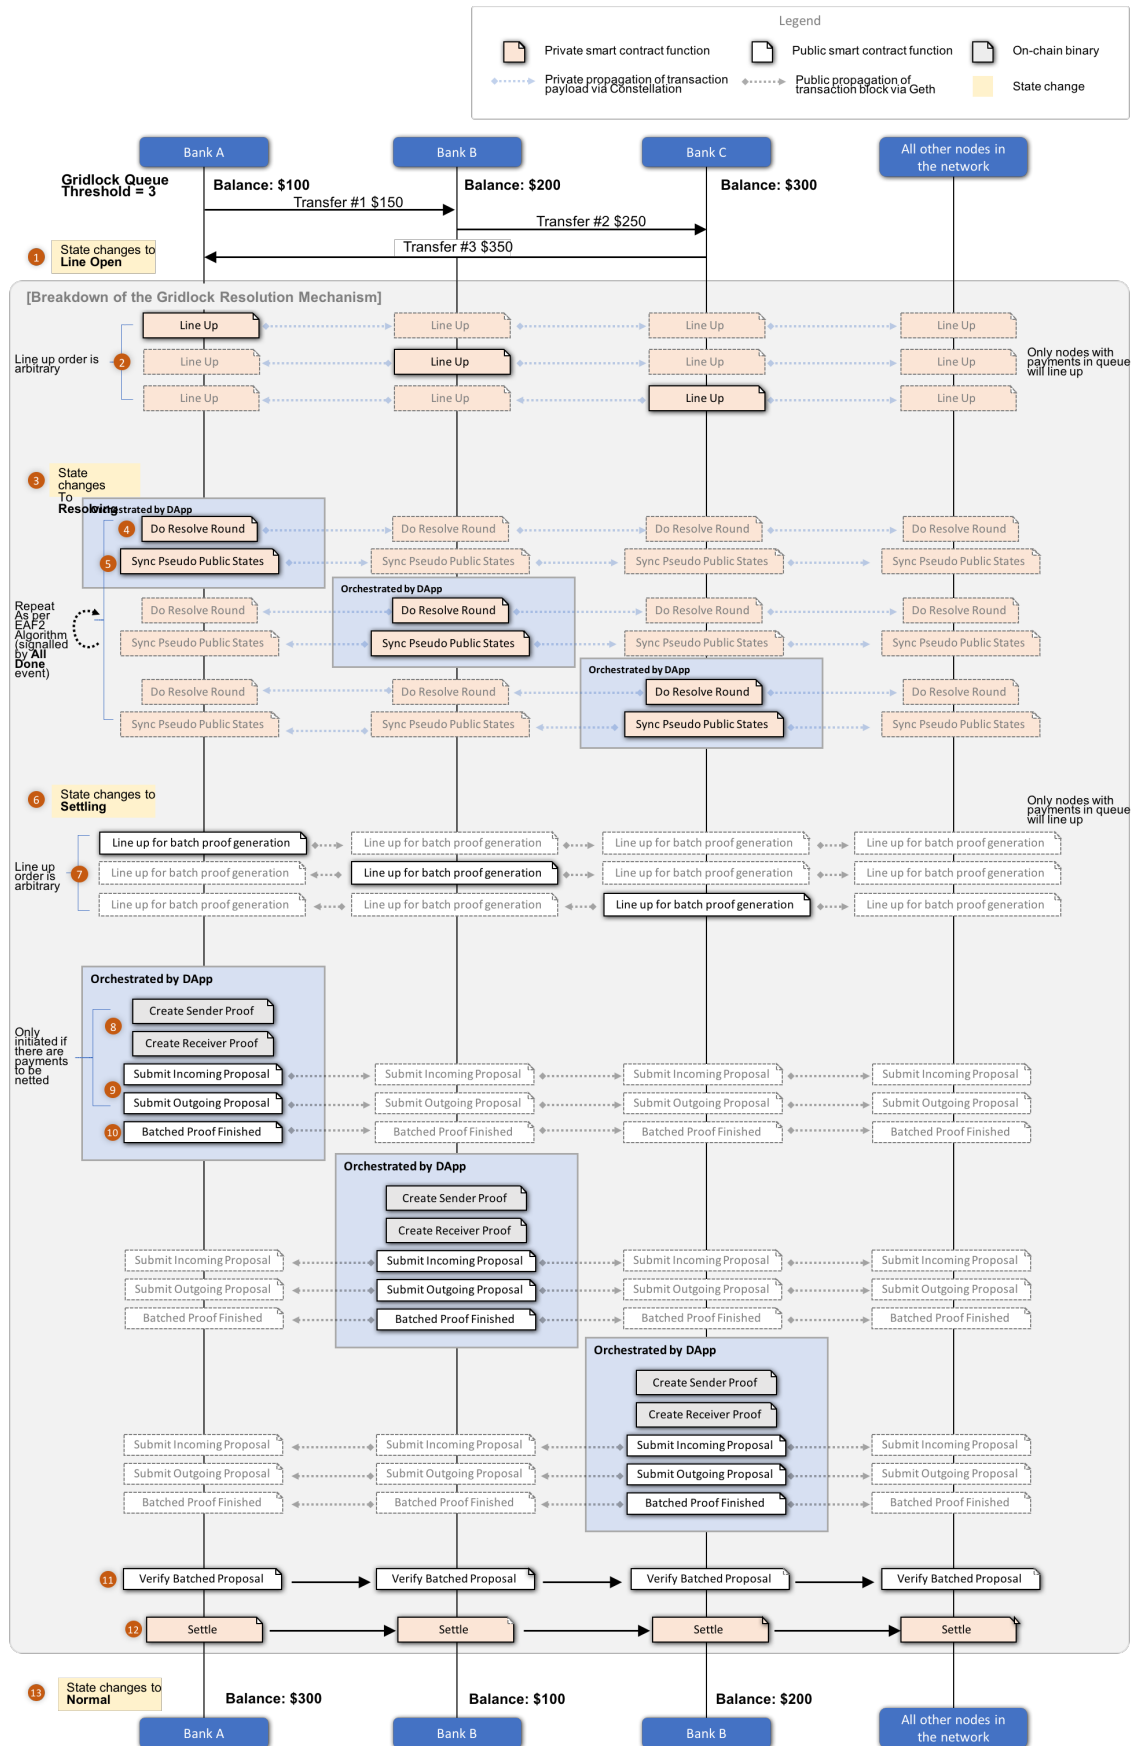 Legend
Private smart contract function
Public smart contract function
On-chain binary
Private propagation of transaction
payload via Constellation
Public propagation of
transaction block via Geth
State change
Bank A
Bank B
Bank C
All other nodes in
the network
Gridlock Queue
Threshold = 3
Balance: $100
Balance: $200
Balance: $300
Transfer #1 $150
Transfer #2 $250
Transfer #3 $350
1
State changes to
Line Open
[Breakdown of the Gridlock Resolution Mechanism]
Line Up
Line Up
Line Up
Line Up
Line up order is
arbitrary
2
Line Up
Line Up
Line Up
Line Up
Only nodes with
payments in queue
will line up
Line Up
Line Up
Line Up
Line Up
3
State
changes
To
Resolving
Orchestrated by DApp
4
Do Resolve Round
Do Resolve Round
Do Resolve Round
Do Resolve Round
5
Sync Pseudo Public States
Sync Pseudo Public States
Sync Pseudo Public States
Sync Pseudo Public States
Orchestrated by DApp
Repeat
As per
EAF2
Algorithm
(signalled
by All
Done
event)
Do Resolve Round
Do Resolve Round
Do Resolve Round
Do Resolve Round
Sync Pseudo Public States
Sync Pseudo Public States
Sync Pseudo Public States
Sync Pseudo Public States
Orchestrated by DApp
Do Resolve Round
Do Resolve Round
Do Resolve Round
Do Resolve Round
Sync Pseudo Public States
Sync Pseudo Public States
Sync Pseudo Public States
Sync Pseudo Public States
6
State changes to
Settling
Only nodes with
payments in queue
will line up
Line up for batch proof generation
Line up for batch proof generation
Line up for batch proof generation
Line up for batch proof generation
Line up
order is
arbitrary
7
Line up for batch proof generation
Line up for batch proof generation
Line up for batch proof generation
Line up for batch proof generation
Line up for batch proof generation
Line up for batch proof generation
Line up for batch proof generation
Line up for batch proof generation
Orchestrated by DApp
8
Create Sender Proof
Create Receiver Proof
Only
initiated if
there are
payments
to be
netted
Submit Incoming Proposal
Submit Incoming Proposal
Submit Incoming Proposal
Submit Incoming Proposal
9
Submit Outgoing Proposal
Submit Outgoing Proposal
Submit Outgoing Proposal
Submit Outgoing Proposal
10
Batched Proof Finished
Batched Proof Finished
Batched Proof Finished
Batched Proof Finished
Orchestrated by DApp
Create Sender Proof
Create Receiver Proof
Submit Incoming Proposal
Submit Incoming Proposal
Submit Incoming Proposal
Submit Incoming Proposal
Submit Outgoing Proposal
Submit Outgoing Proposal
Submit Outgoing Proposal
Submit Outgoing Proposal
Batched Proof Finished
Batched Proof Finished
Batched Proof Finished
Batched Proof Finished
Orchestrated by DApp
Create Sender Proof
Create Receiver Proof
Submit Incoming Proposal
Submit Incoming Proposal
Submit Incoming Proposal
Submit Incoming Proposal
Submit Outgoing Proposal
Submit Outgoing Proposal
Submit Outgoing Proposal
Submit Outgoing Proposal
Batched Proof Finished
Batched Proof Finished
Batched Proof Finished
Batched Proof Finished
11
Verify Batched Proposal
Verify Batched Proposal
Verify Batched Proposal
Verify Batched Proposal
12
Settle
Settle
Settle
Settle
13
State changes to
Normal
Balance: $300
Balance: $100
Balance: $200
Bank A
Bank B
Bank B
All other nodes in
the network